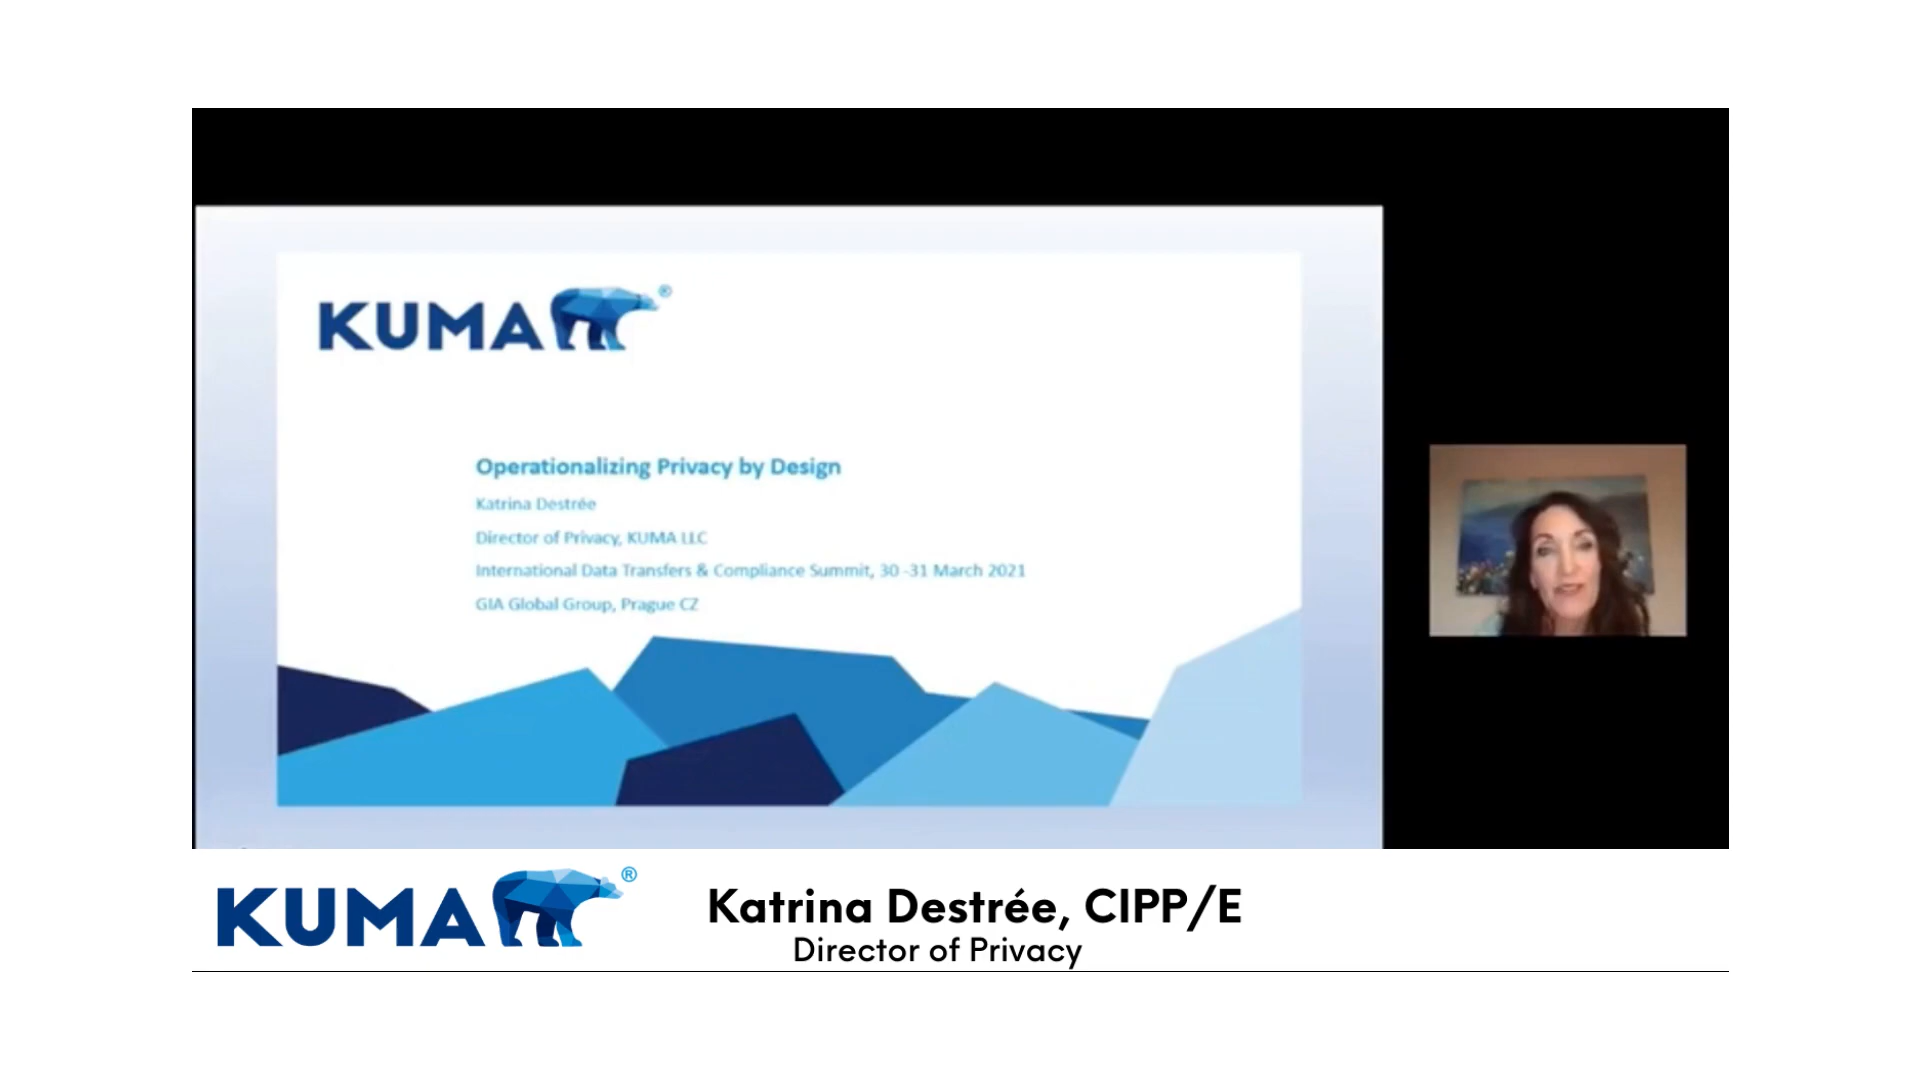 KUMA®
Operationalizing Privacy by Design
Katrina Destrée
Director of Privacy, KUMA LLC
International Data Transfers & Compliance Summit, 30 -31 March 2021
GIA Global Group, Prague CZ
KUMA®
Katrina Destrée, CIPP/E
Director of Privacy